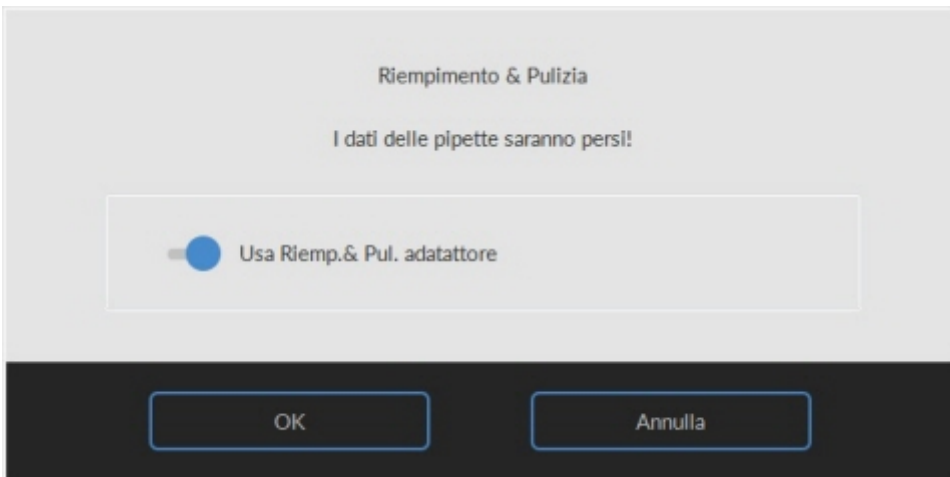 Riempimento & Pulizia
I dati delle pipette saranno persi!
Usa Riemp.& Pul. adatattore
OK
Annulla